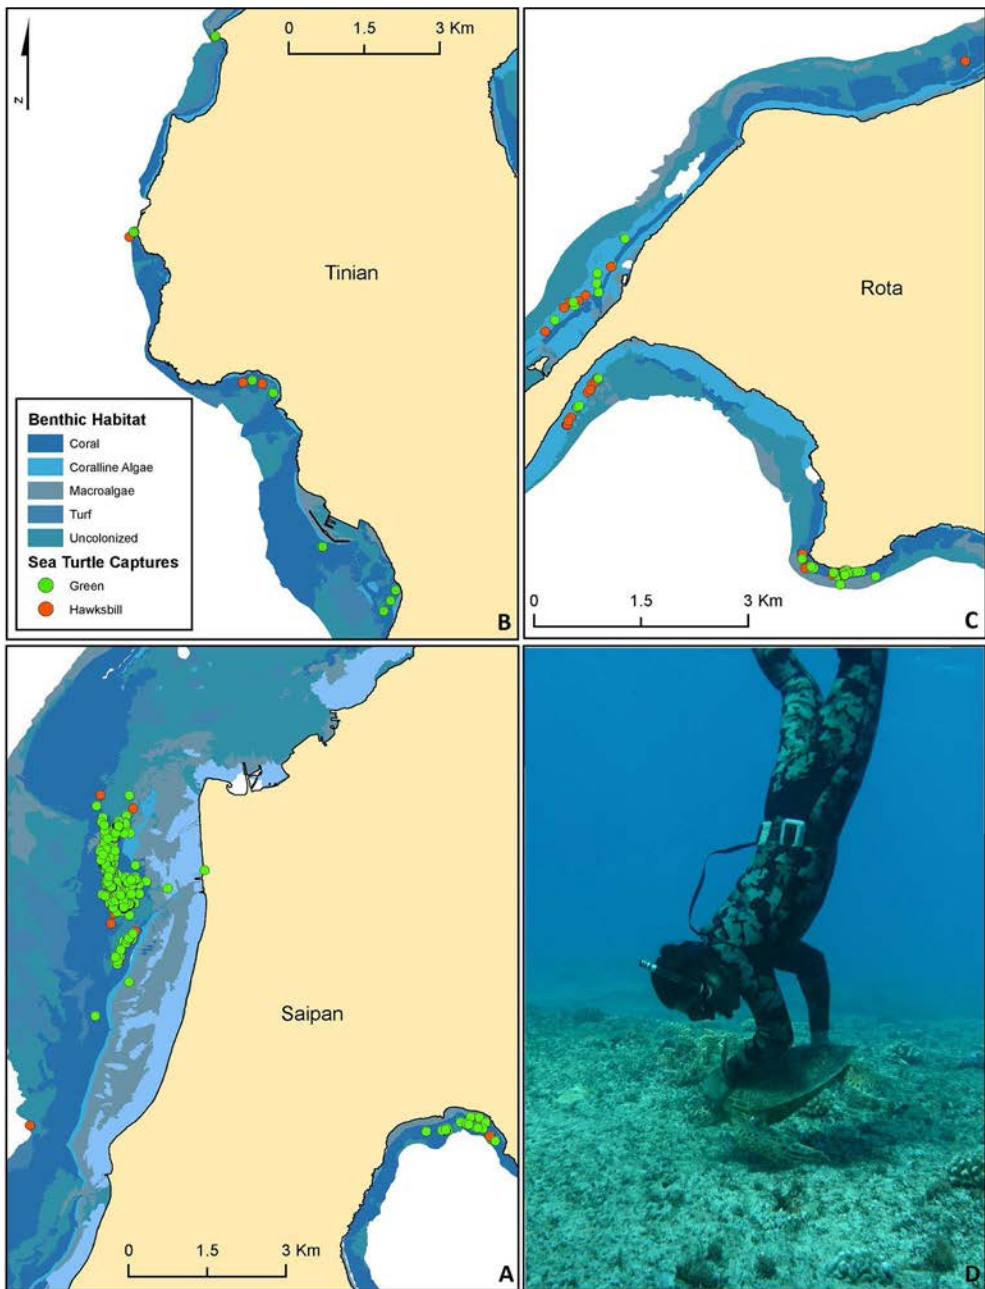 N
0 1.5 3 Km
Tinian
Benthic Habitat
Coral
Coralline Algae
Macroalgae
Turf
Uncolonized
Sea Turtle Captures
Green
Hawksbill
B
Rota
0 1.5 3 Km
C
Saipan
0 1.5 3 Km
A
D